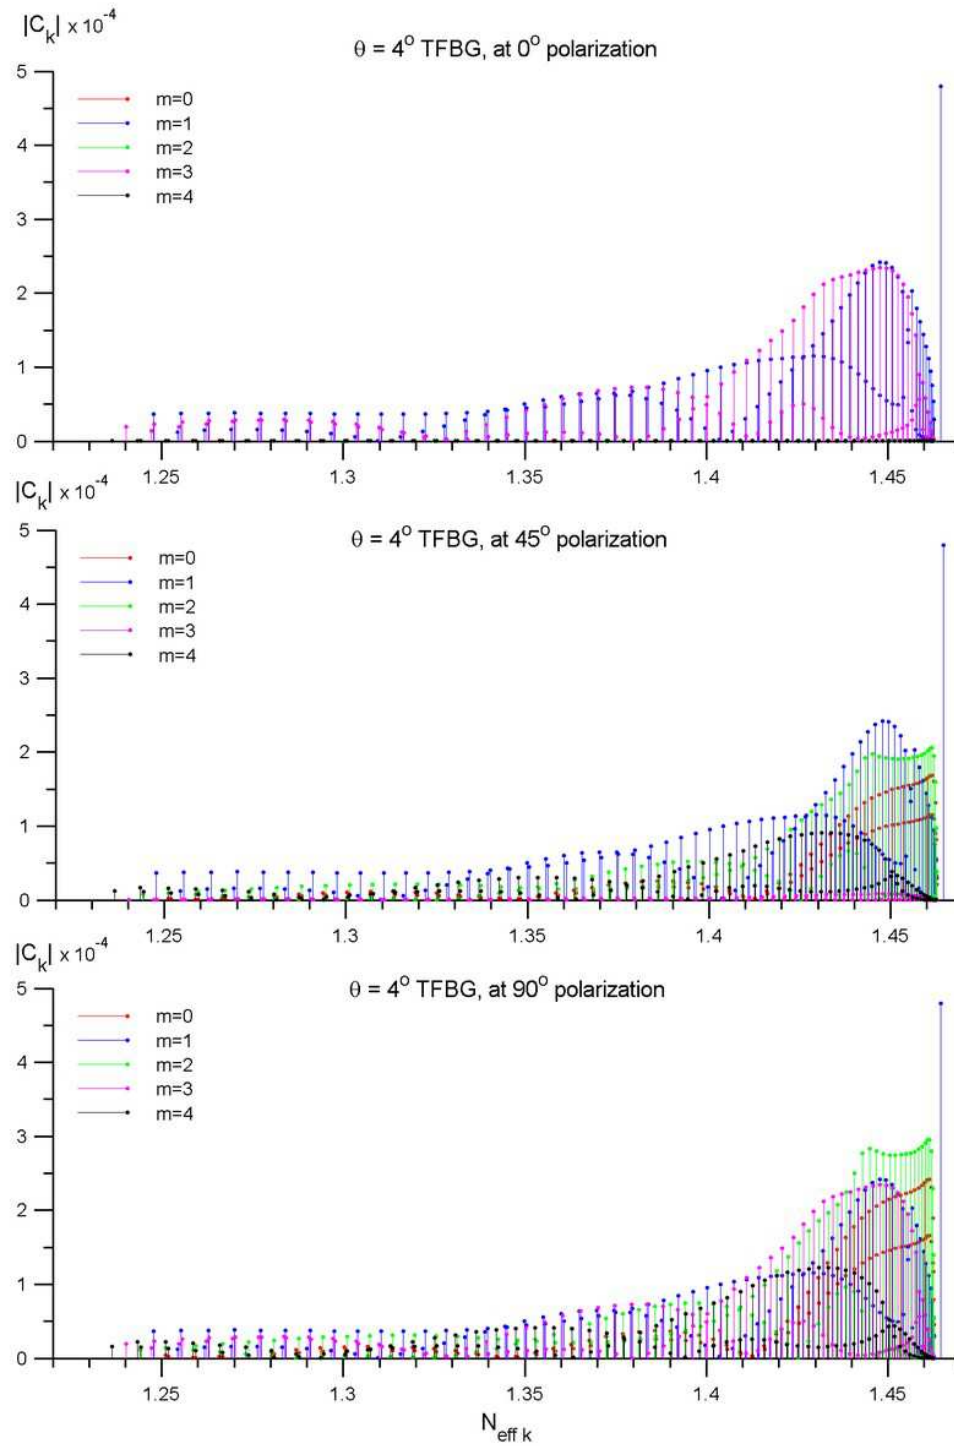 |C_k| x 10^-4
θ = 4° TFBG, at 0° polarization
5
4
3
2
1
0
m=0
m=1
m=2
m=3
m=4
1.25 1.3 1.35 1.4 1.45
|C_k| x 10^-4
θ = 4° TFBG, at 45° polarization
5
4
3
2
1
0
m=0
m=1
m=2
m=3
m=4
1.25 1.3 1.35 1.4 1.45
|C_k| x 10^-4
θ = 4° TFBG, at 90° polarization
5
4
3
2
1
0
m=0
m=1
m=2
m=3
m=4
1.25 1.3 1.35 1.4 1.45
N_eff k